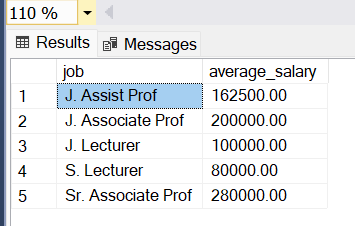 110 %
Results Messages
job average_salary
1 J. Assist Prof 162500.00
2 J. Associate Prof 200000.00
3 J. Lecturer 100000.00
4 S. Lecturer 80000.00
5 Sr. Associate Prof 280000.00